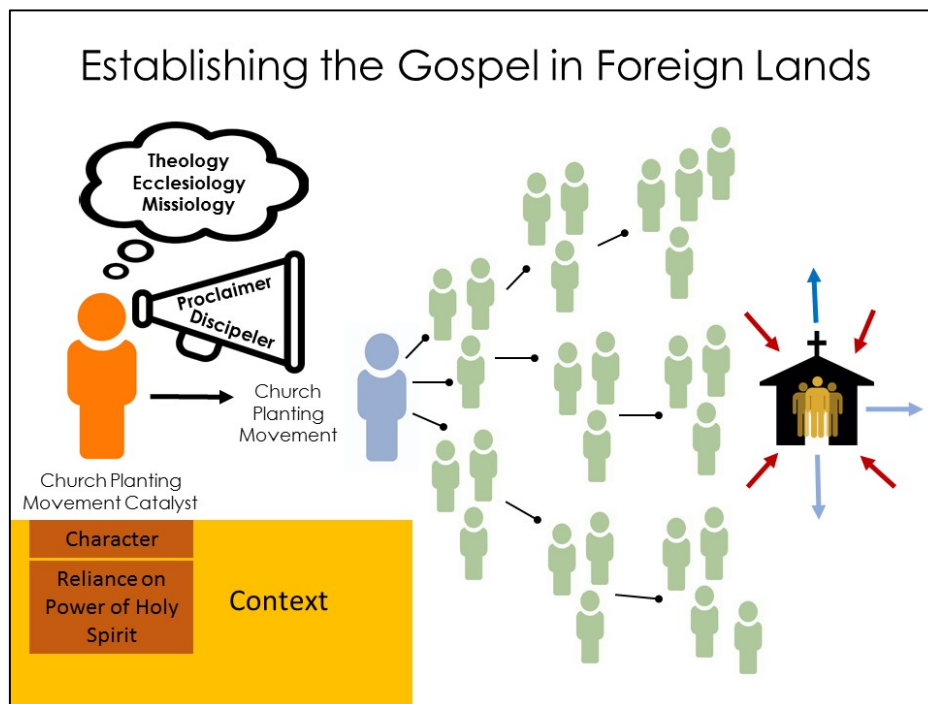 Establishing the Gospel in Foreign Lands
Theology
Ecclesiology
Missiology
Proclaimer
Discipeler
Church
Planting
Movement
Church Planting
Movement Catalyst
Character
Reliance on
Power of Holy
Spirit
Context